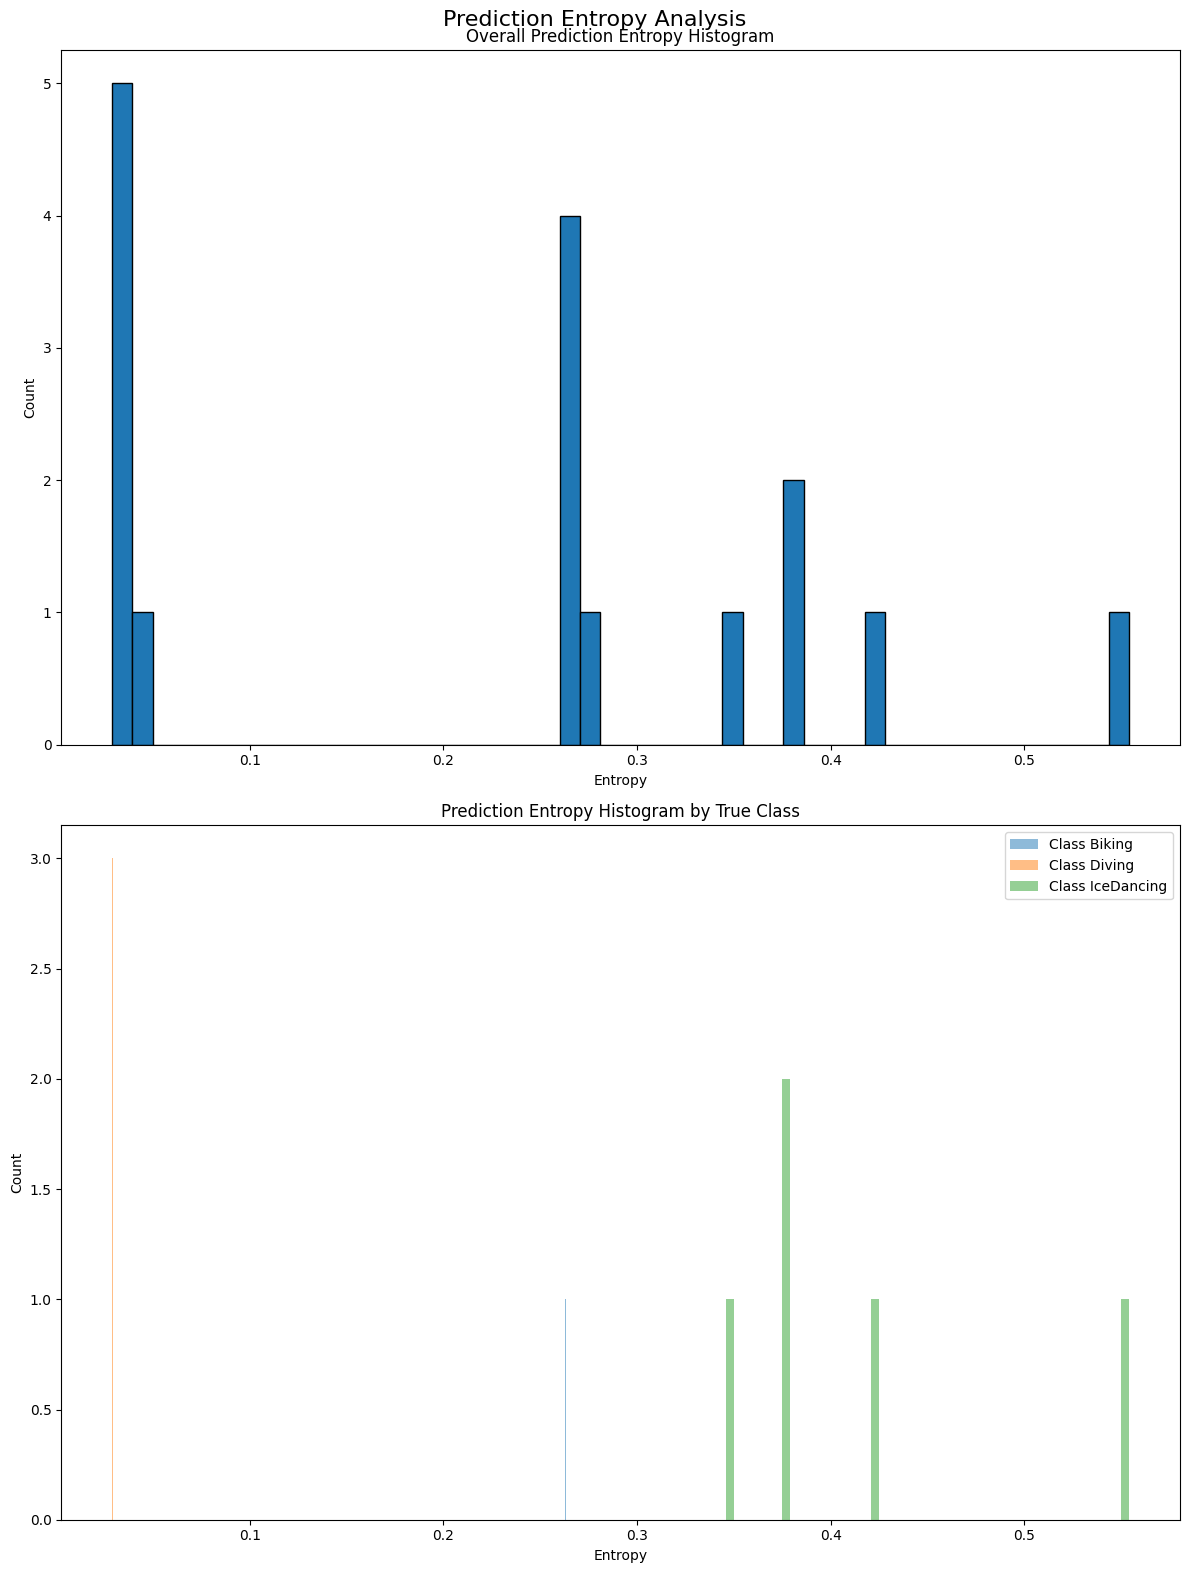 Prediction Entropy Analysis
Overall Prediction Entropy Histogram
5
4
3
2
1
0
Count
0.1 0.2 0.3 0.4 0.5
Entropy
Prediction Entropy Histogram by True Class
Class Biking
Class Diving
Class IceDancing
3.0
2.5
2.0
1.5
1.0
0.5
0.0
Count
0.1 0.2 0.3 0.4 0.5
Entropy